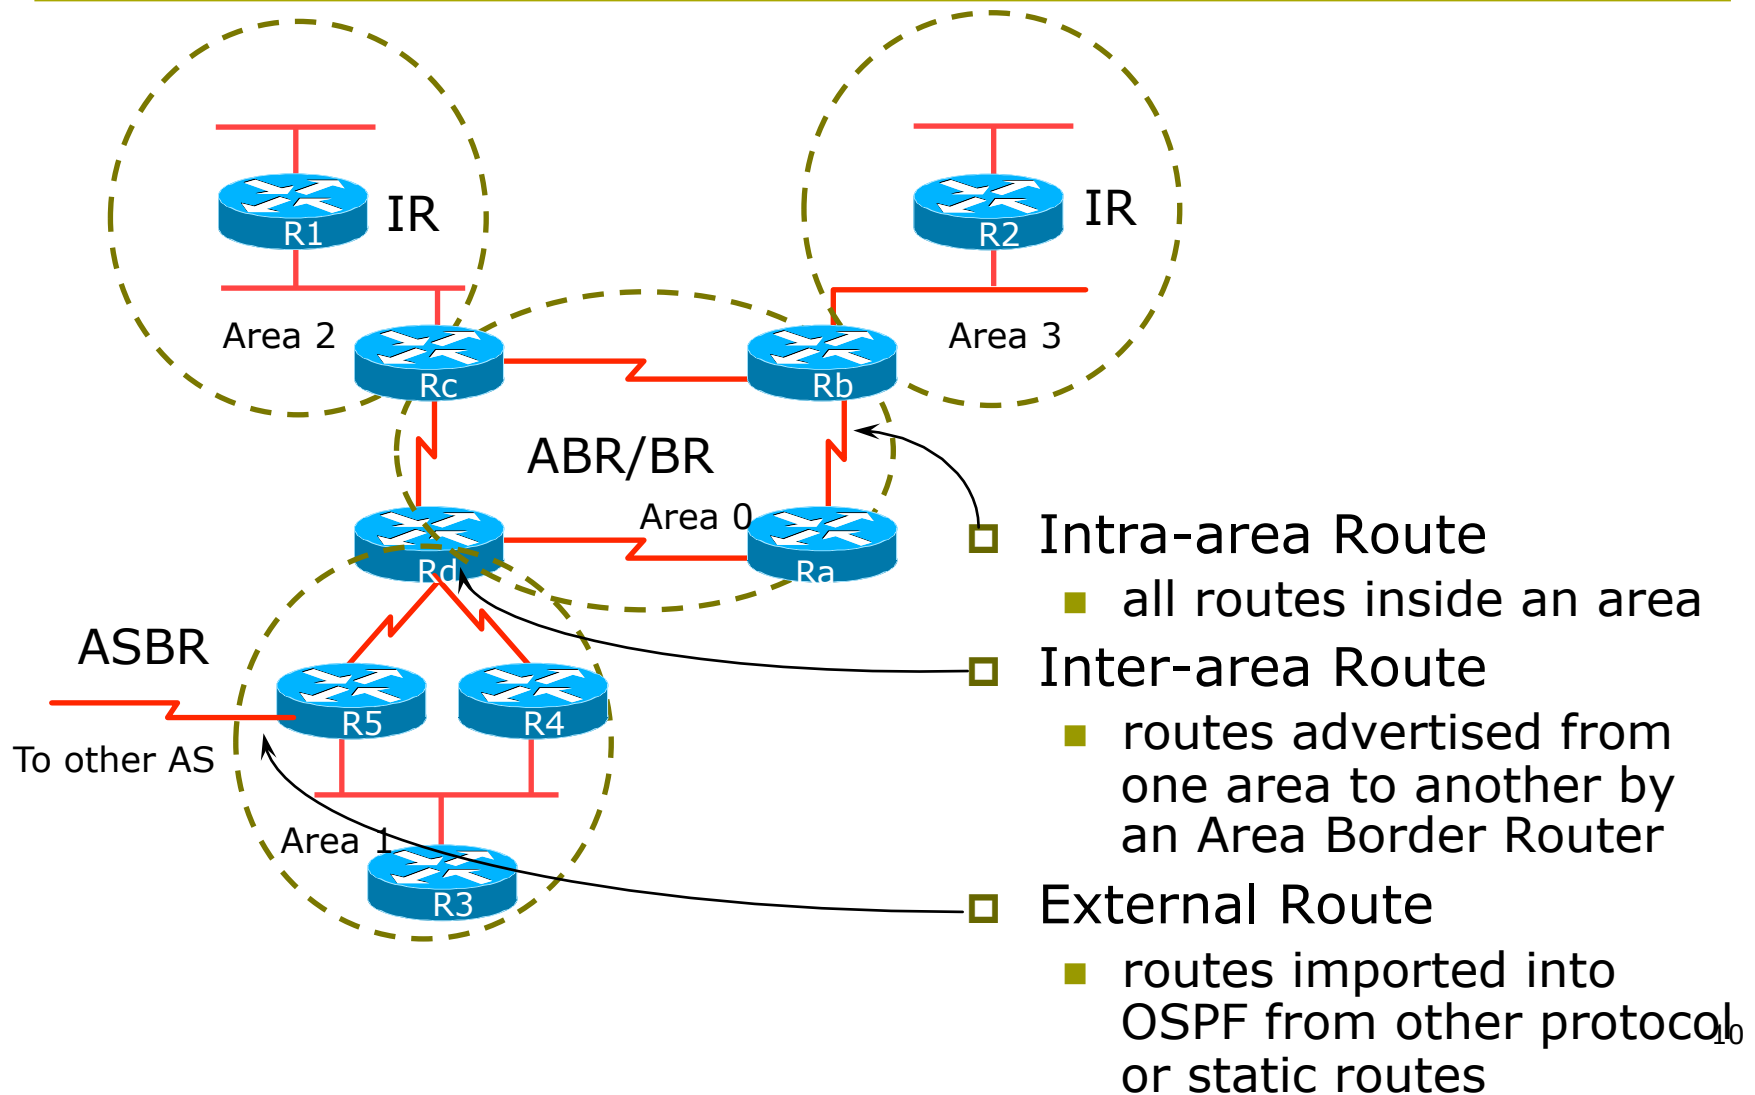 R1
IR
R2
IR
Area 2
Area 3
Rc
Rb
ABR/BR
Area 0
Rd
Ra
ASBR
R5
R4
To other AS
Area 1
R3
Intra-area Route
all routes inside an area
Inter-area Route
routes advertised from
one area to another by
an Area Border Router
External Route
routes imported into
OSPF from other protocol
or static routes
10